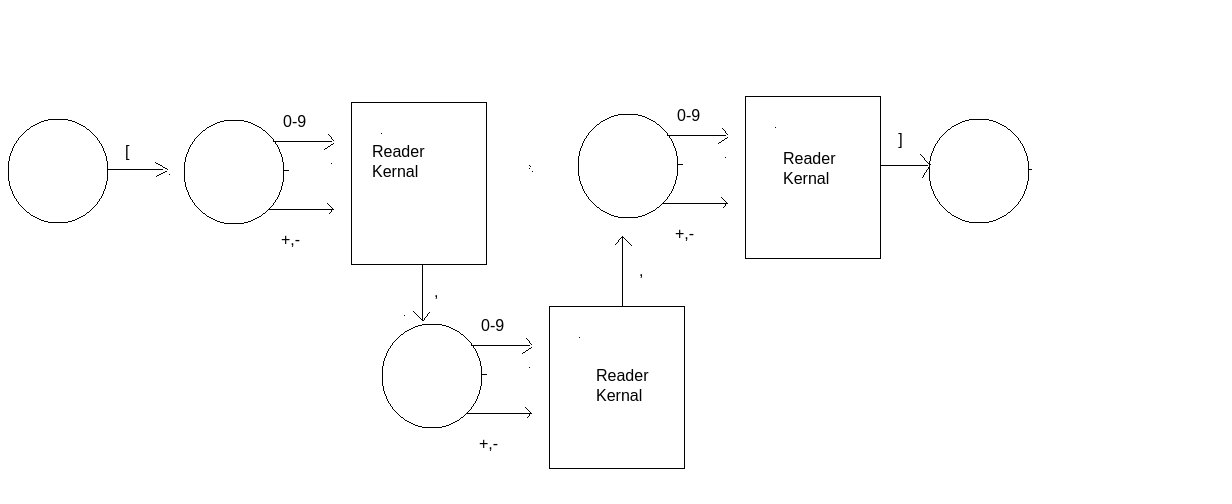 [
0-9
+,-
Reader
Kernal
,
0-9
+,-
Reader
Kernal
,
0-9
+,-
Reader
Kernal
]